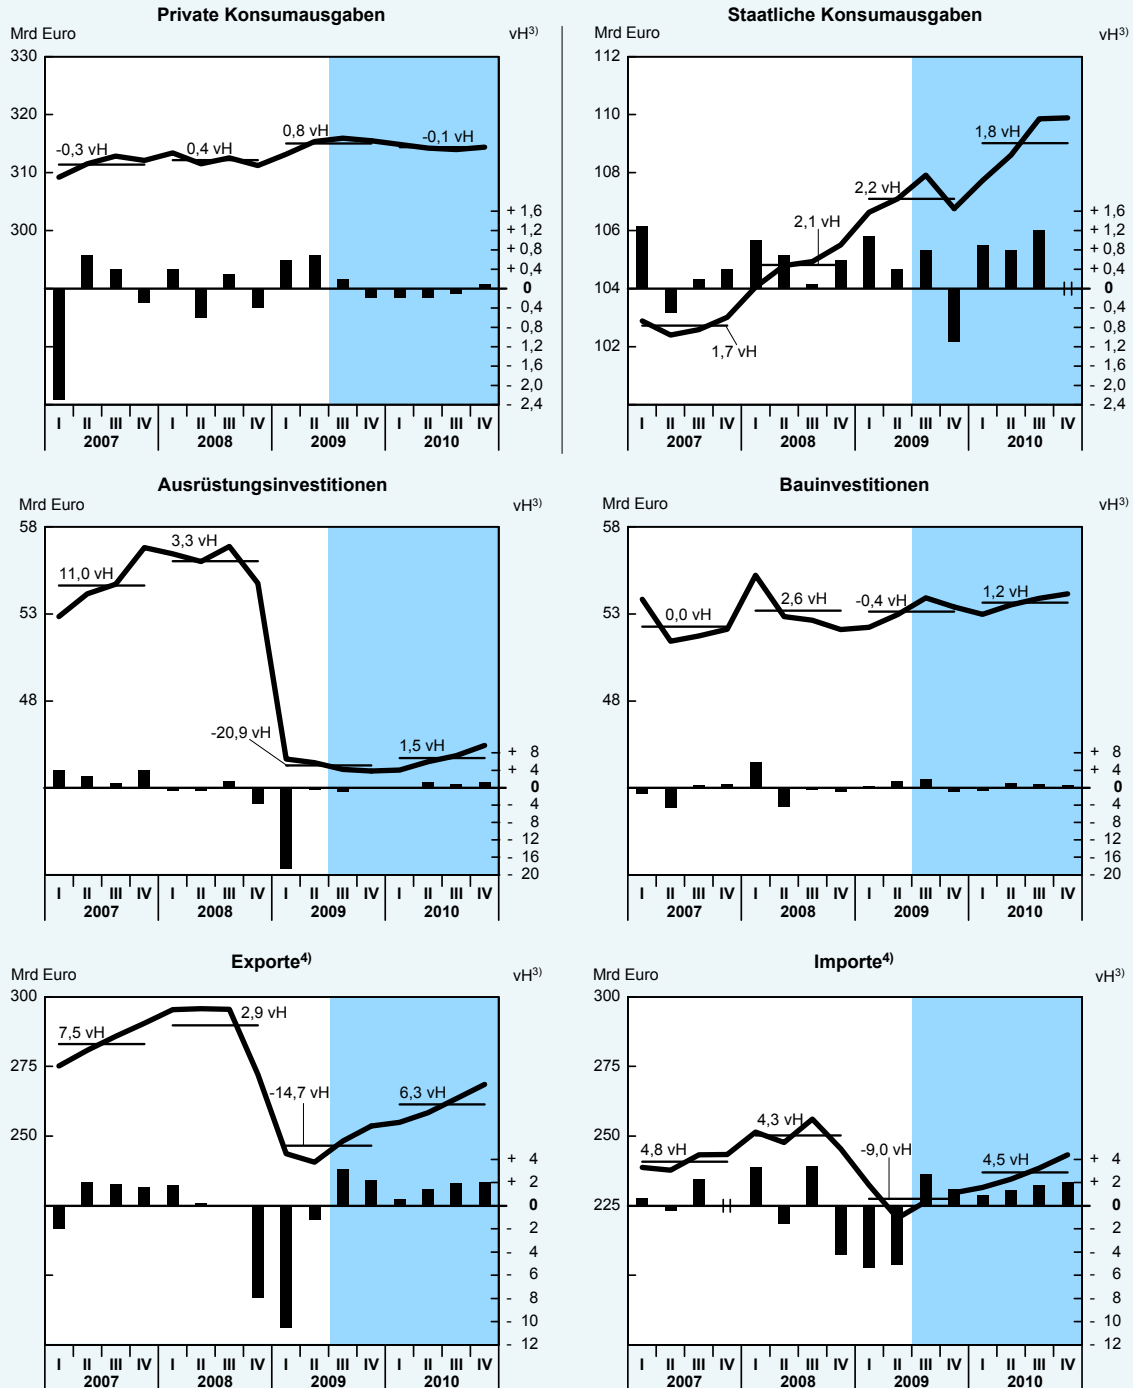 Private Konsumausgaben
Mrd Euro
vH3)
330
320
310
300
-0,3 vH
0,4 vH
0,8 vH
-0,1 vH
+ 1,6
+ 1,2
+ 0,8
+ 0,4
0
- 0,4
- 0,8
- 1,2
- 1,6
- 2,0
- 2,4
I II III IV I II III IV I II III IV I II III IV
2007 2008 2009 2010
Staatliche Konsumausgaben
Mrd Euro
vH3)
112
110
108
106
104
102
1,7 vH
2,1 vH
2,2 vH
1,8 vH
+ 1,6
+ 1,2
+ 0,8
+ 0,4
0
- 0,4
- 0,8
- 1,2
- 1,6
- 2,0
- 2,4
I II III IV I II III IV I II III IV I II III IV
2007 2008 2009 2010
Ausrüstungsinvestitionen
Mrd Euro
vH3)
58
53
48
11,0 vH
3,3 vH
-20,9 vH
1,5 vH
+ 8
+ 4
0
- 4
- 8
- 12
- 16
- 20
I II III IV I II III IV I II III IV I II III IV
2007 2008 2009 2010
Bauinvestitionen
Mrd Euro
vH3)
58
53
48
0,0 vH
2,6 vH
-0,4 vH
1,2 vH
+ 8
+ 4
0
- 4
- 8
- 12
- 16
- 20
I II III IV I II III IV I II III IV I II III IV
2007 2008 2009 2010
Exporte4)
Mrd Euro
vH3)
300
275
250
7,5 vH
2,9 vH
-14,7 vH
6,3 vH
+ 4
+ 2
0
- 2
- 4
- 6
- 8
- 10
- 12
I II III IV I II III IV I II III IV I II III IV
2007 2008 2009 2010
Importe4)
Mrd Euro
vH3)
300
275
250
225
4,8 vH
4,3 vH
-9,0 vH
4,5 vH
+ 4
+ 2
0
- 2
- 4
- 6
- 8
- 10
- 12
I II III IV I II III IV I II III IV I II III IV
2007 2008 2009 2010